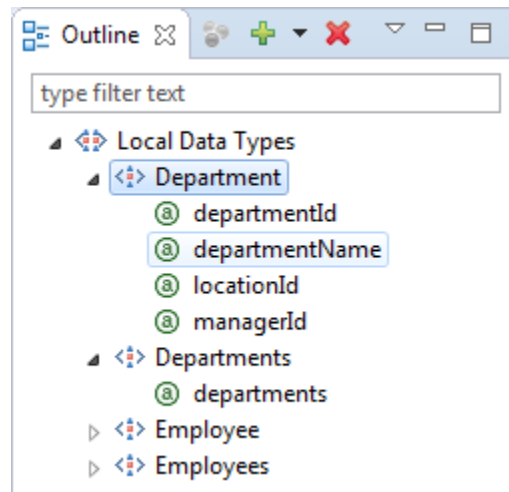 Outline
type filter text
Local Data Types
Department
departmentId
departmentName
locationId
managerId
Departments
departments
Employee
Employees